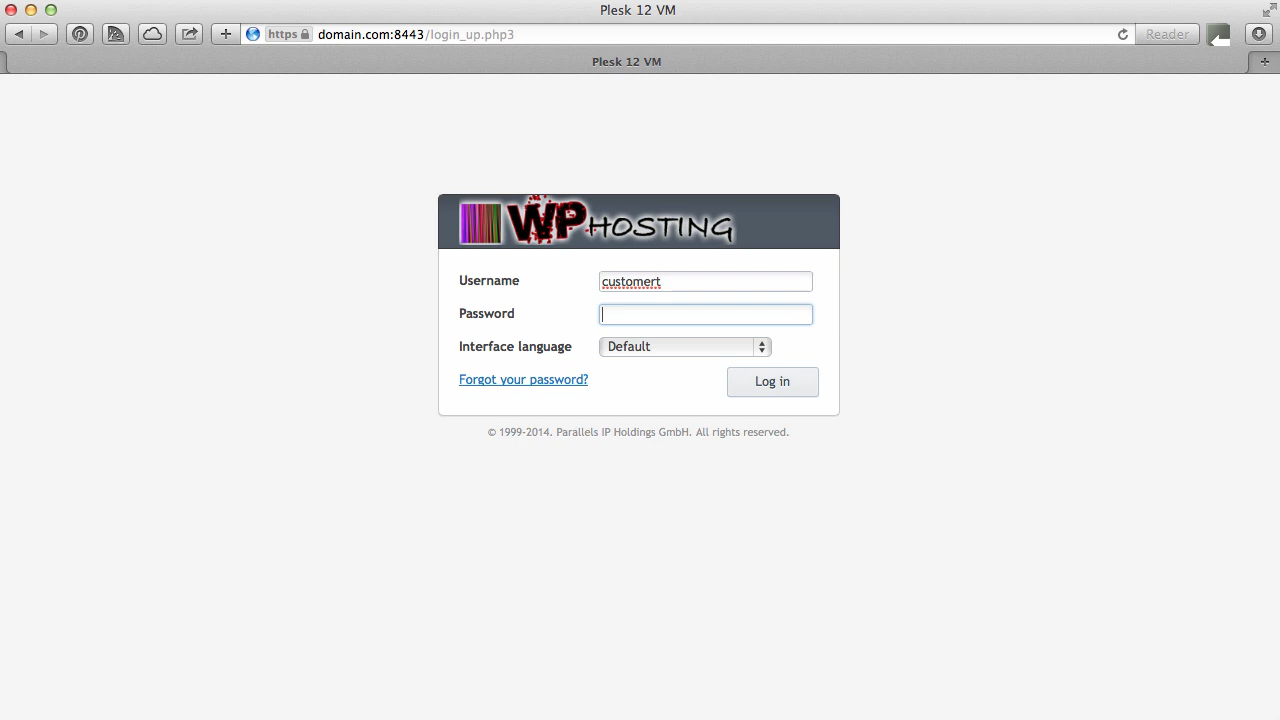 Plesk 12 VM
https domain.com:8443/login_up.php3
Reader
Plesk 12 VM
WP HOSTING
Username customert
Password
Interface language Default
Forgot your password? Log in
© 1999-2014. Parallels IP Holdings GmbH. All rights reserved.